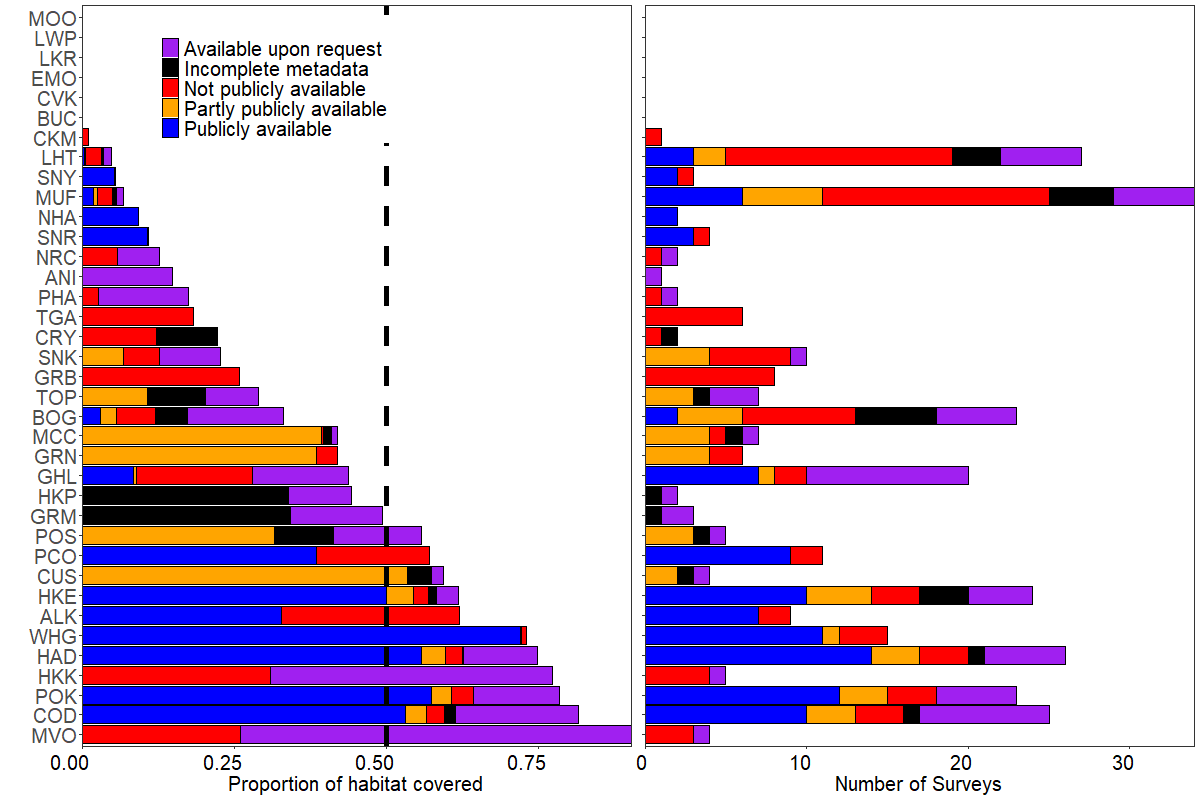 MOO
LWP
LKR
EMO
CVK
BUC
CKM
LHT
SNY
MUF
NHA
SNR
NRC
ANI
PHA
TGA
CRY
SNK
GRB
TOP
BOG
MCC
GRN
GHL
HKP
GRM
POS
PCO
CUS
HKE
ALK
WHG
HAD
HKK
POK
COD
MVO
Available upon request
Incomplete metadata
Not publicly available
Partly publicly available
Publicly available
0.00 0.25 0.50 0.75
Proportion of habitat covered
0 10 20 30
Number of Surveys